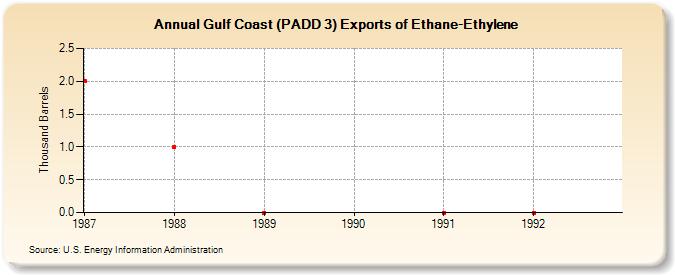 Annual Gulf Coast (PADD 3) Exports of Ethane-Ethylene
Thousand Barrels
2.5
2.0
1.5
1.0
0.5
0.0
1987 1988 1989 1990 1991 1992
Source: U.S. Energy Information Administration